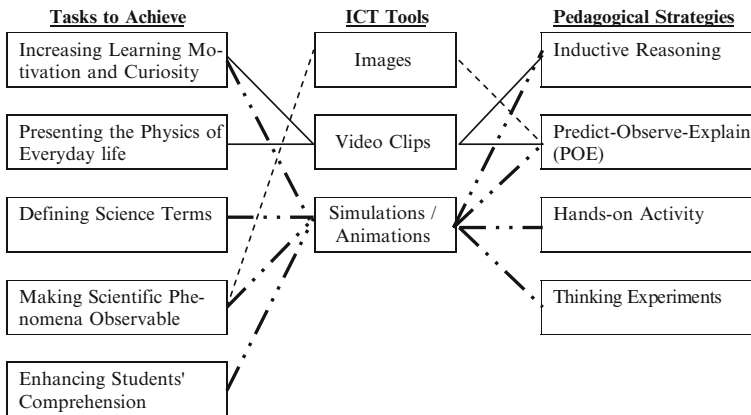 Tasks to Achieve
ICT Tools
Pedagogical Strategies
Increasing Learning Mo-
tivation and Curiosity
Images
Inductive Reasoning
Presenting the Physics of
Everyday life
Video Clips
Predict-Observe-Explain
(POE)
Defining Science Terms
Simulations /
Animations
Hands-on Activity
Making Scientific Phe-
nomena Observable
Thinking Experiments
Enhancing Students'
Comprehension